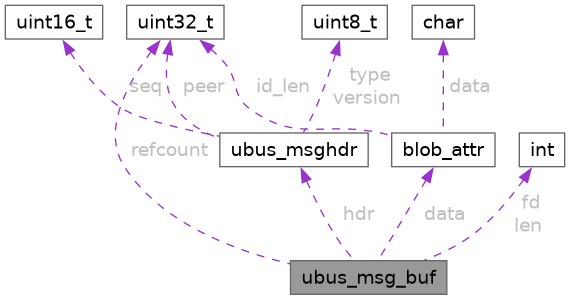 uint16_t
uint32_t
uint8_t
char
seq
peer
id_len
type
version
data
refcount
ubus_msghdr
blob_attr
int
hdr
data
fd
len
ubus_msg_buf